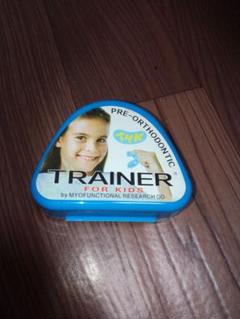 PRE-ORTHODONTIC
T4K
TRAINER®
FOR KIDS
by MYOFUNCTIONAL RESEARCH CO